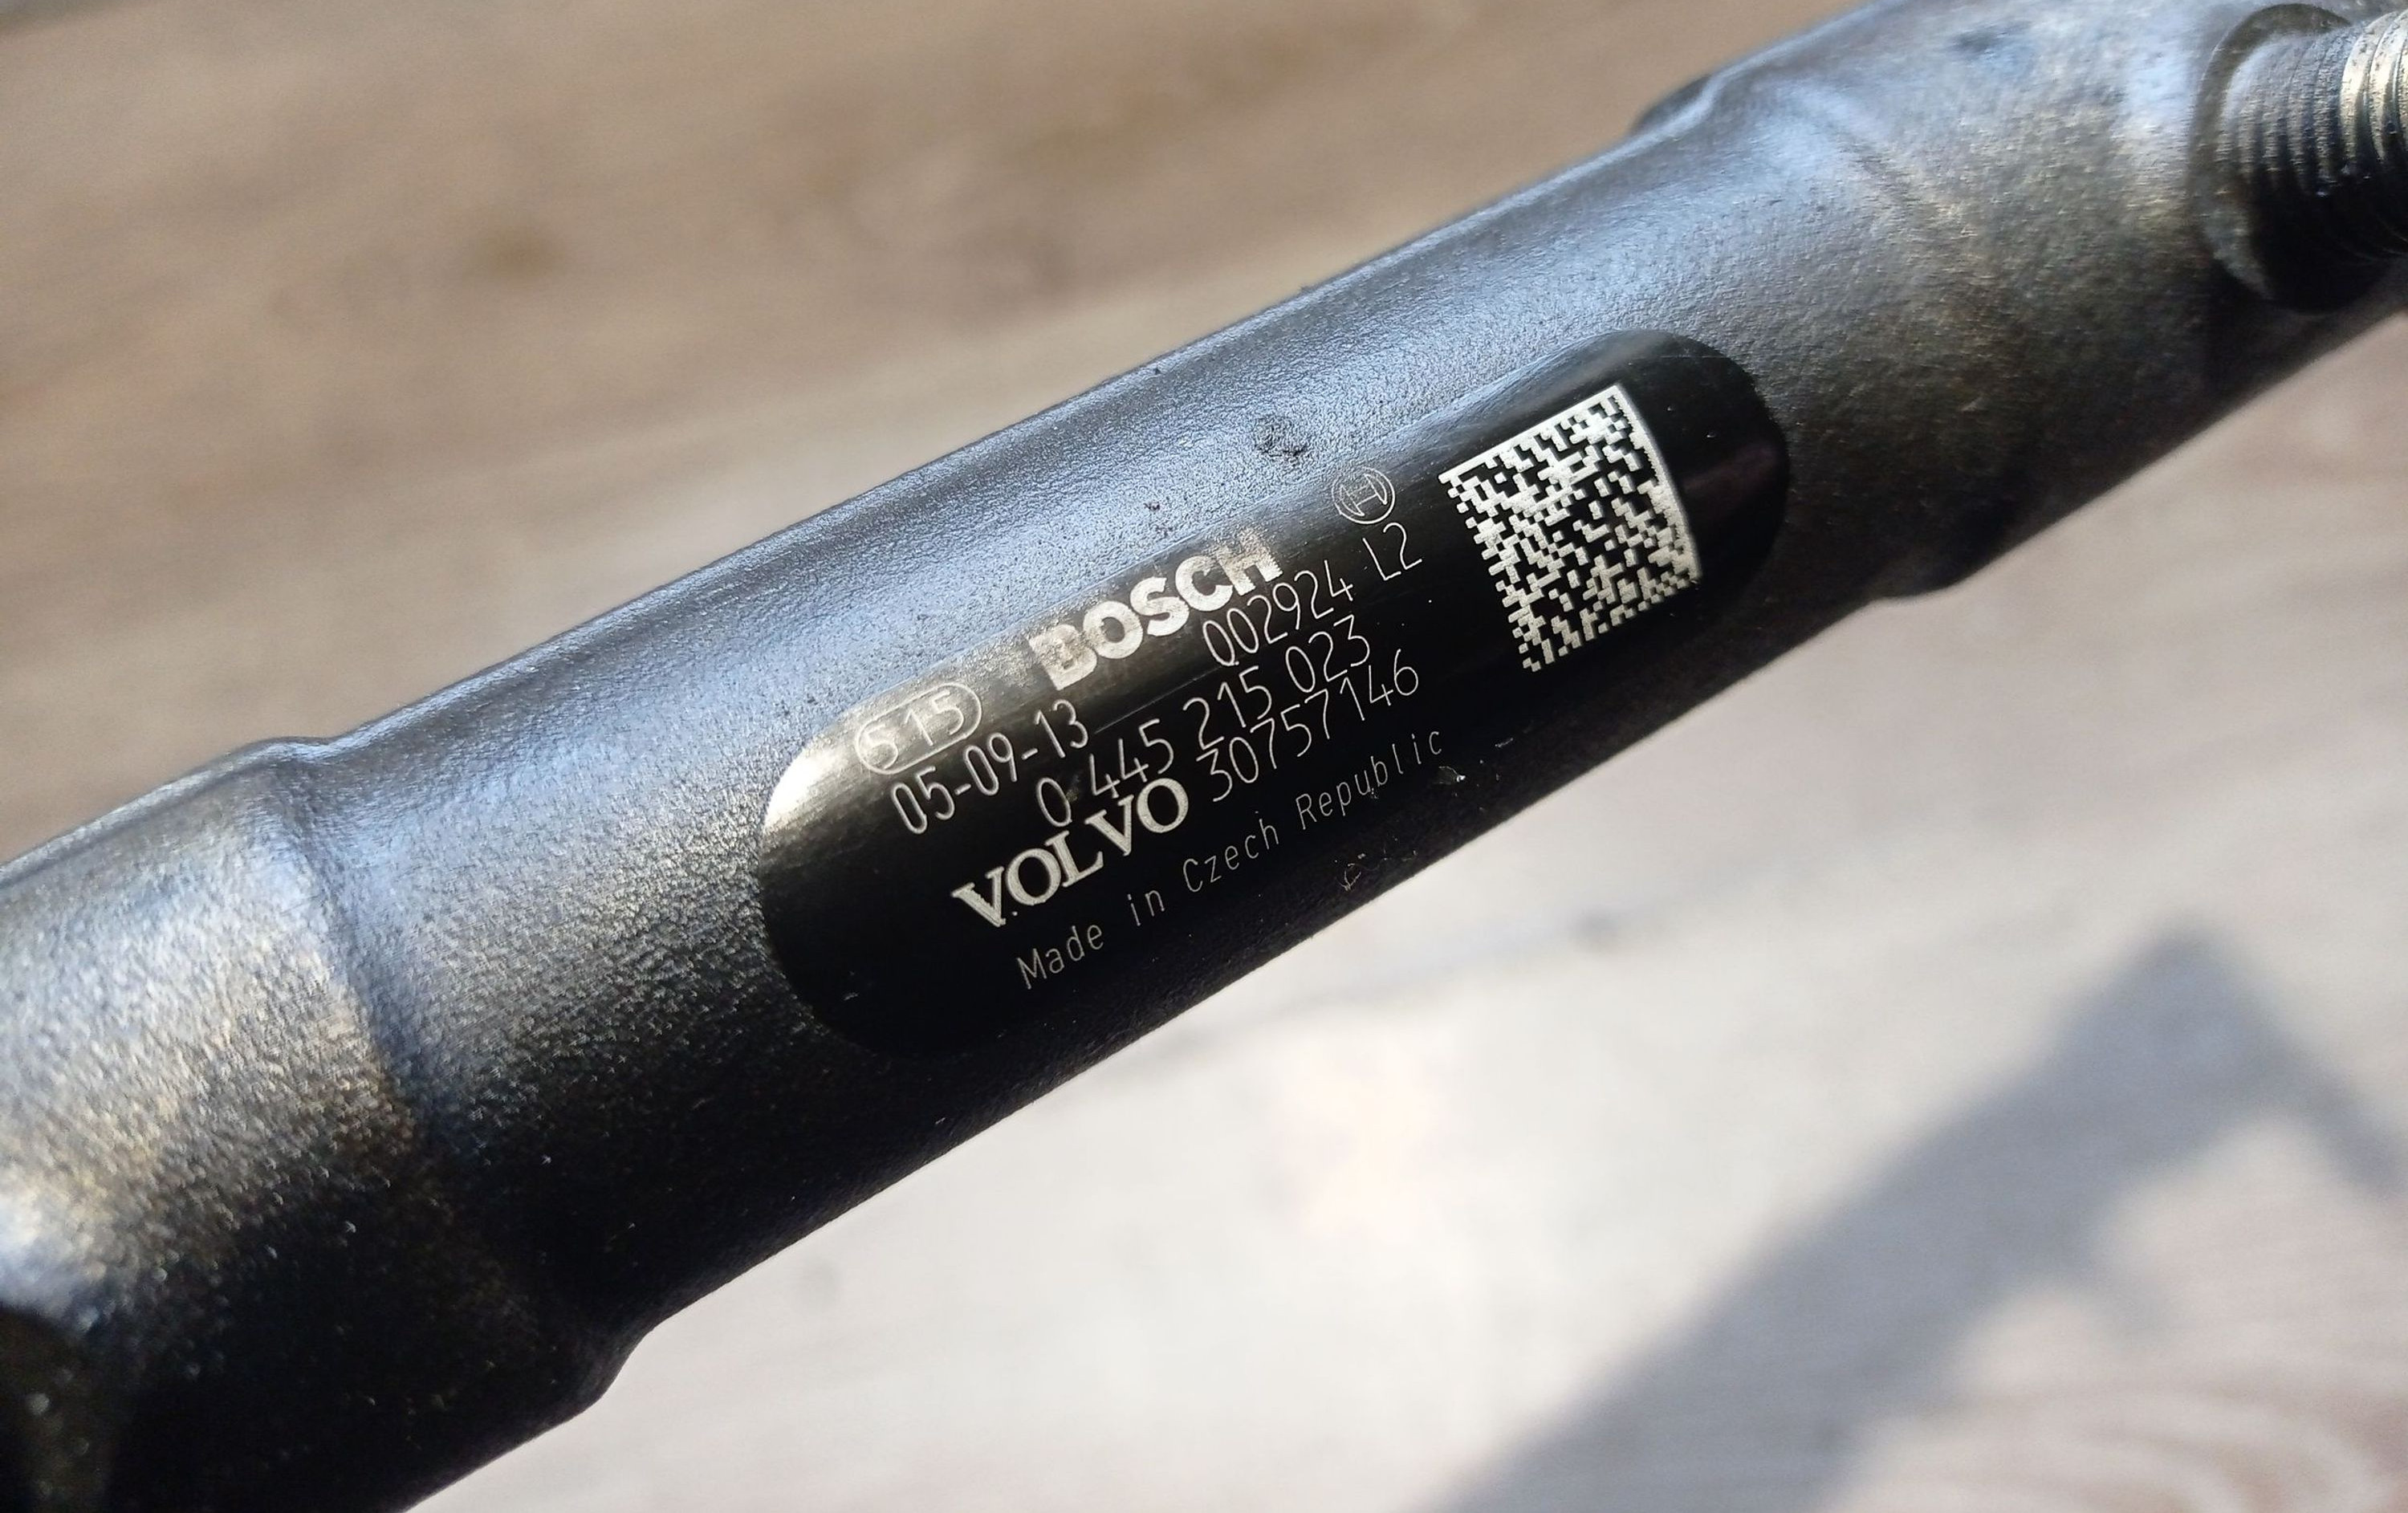 515 BOSCH
05-09-13 002924 L2
0 445 215 023
VOLVO 30757146
Made in Czech Republic